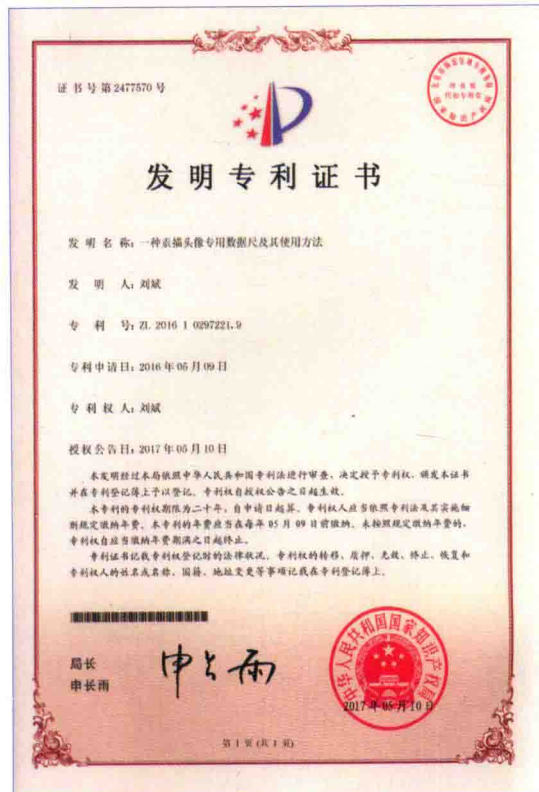 证书号第2477570号
发明专利证书
发明名称：一种素描头像专用数据尺及其使用方法
发明人：刘斌
专利号：ZL 2016 1 0297221.9
专利申请日：2016年05月09日
专利权人：刘斌
授权公告日：2017年05月10日
本发明经过本局依照中华人民共和国专利法进行审查，决定授予专利权，颁发本证书
并在专利登记簿上予以登记。专利权自授权公告之日起生效。
本专利的专利权期限为二十年，自申请日起算。专利权人应当依照专利法及其实施细
则规定缴纳年费。本专利的年费应当在每年05月09日前缴纳。未按照规定缴纳年费的，
专利权自应当缴纳年费期满之日起终止。
专利证书记载专利权登记时的法律状况。专利权的转移、质押、无效、终止、恢复和
专利权人的姓名或名称、国籍、地址变更等事项记载在专利登记簿上。
局长
申长雨
申长雨
中华人民共和国国家知识产权局
2017年05月10日
第1页（共1页）